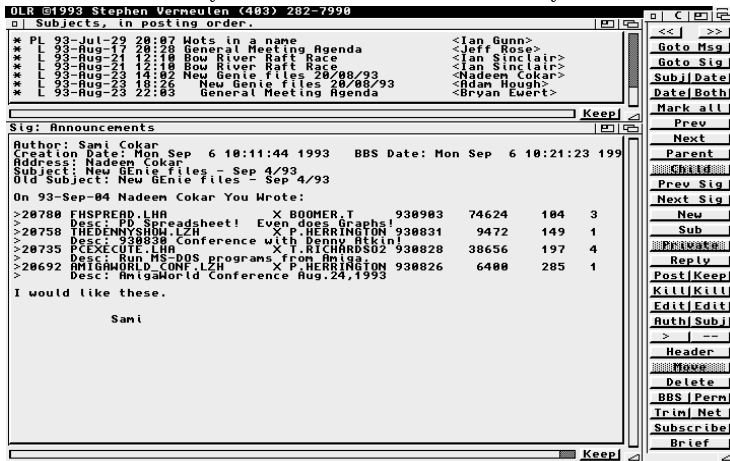 OLR ©1993 Stephen Vermeulen (403) 282-7990
Subjects, in posting order.
* PL 93-Jul-29 20:07 Wots in a name <Ian Gunn>
* L 93-Aug-17 20:28 General Meeting Agenda <Jeff Rose>
* L 93-Aug-21 12:10 Bow River Raft Race <Ian Sinclair>
* L 93-Aug-21 12:10 Bow River Raft Race <Ian Sinclair>
* L 93-Aug-23 14:02 New Genie files 20/08/93 <Nadeem Cokar>
* L 93-Aug-23 18:26 New Genie files 20/08/93 <Adam Hough>
* L 93-Aug-23 22:03 General Meeting Agenda <Bryan Ewert>
Keep
Sig: Announcements
Author: Sami Cokar
Creation Date: Mon Sep 6 10:11:44 1993 BBS Date: Mon Sep 6 10:21:23 199
Address: Nadeem Cokar
Subject: New GEnie files - Sep 4/93
Old Subject: New GEnie files - Sep 4/93
On 93-Sep-04 Nadeem Cokar You Wrote:
>20780 FHSPREAD.LHA X BOOMER.T 930903 74624 104 3
> Desc: PD Spreadsheet! Even does Graphs!
>20758 THEDENNYSHOW.LZH X P.HERRINGTON 930831 9472 149 1
> Desc: 930830 Conference with Denny Atkin!
>20735 PCEXECUTE.LHA X T.RICHARDSO2 930828 38656 197 4
> Desc: Run MS-DOS programs from Amiga.
>20692 AMIGAWORLD_CONF.LZH X P.HERRINGTON 930826 6400 285 1
> Desc: AmigaWorld Conference Aug.24,1993
I would like these.
Sami
Keep
C
<< >>
Goto Msg
Goto Sig
Subj Date
Date Both
Mark all
Prev
Next
Parent
Child
Prev Sig
Next Sig
New
Sub
Private
Reply
Post Keep
Kill Kill
Edit Edit
Auth Subj
> --
Header
Move
Delete
BBS Perm
Trim Net
Subscribe
Brief